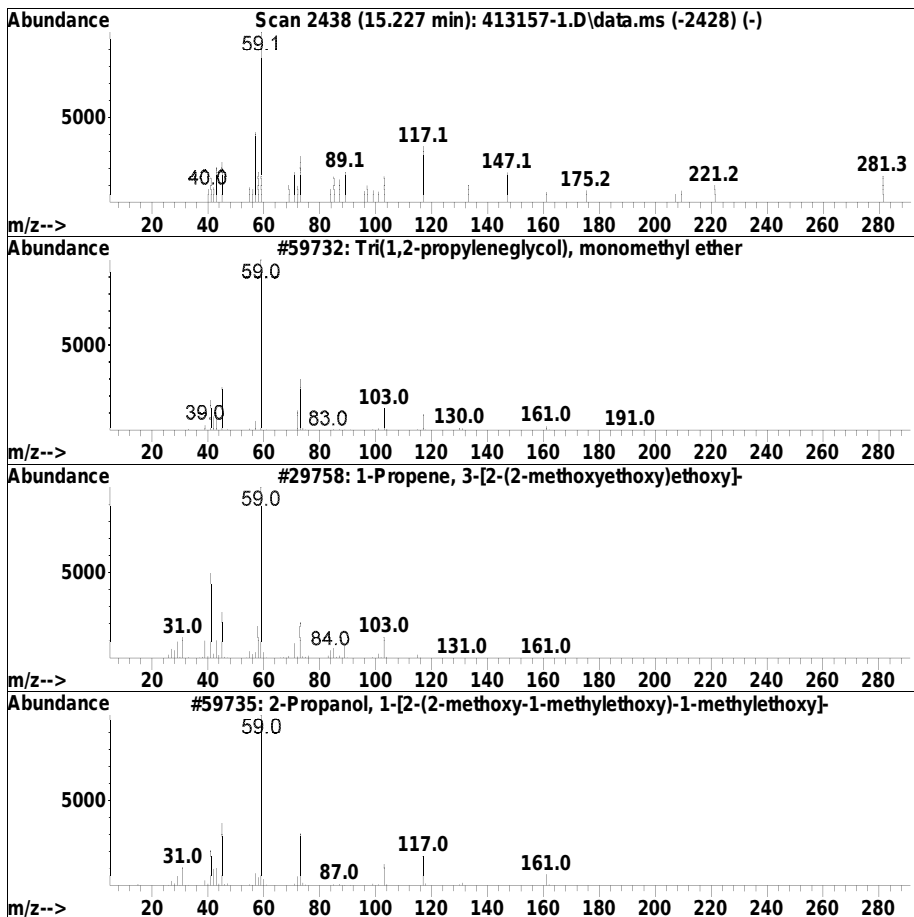 Abundance Scan 2438 (15.227 min): 413157-1.D\data.ms (-2428) (-)
59.1
5000
117.1
89.1 147.1 281.3
40.0 175.2 221.2
m/z--> 20 40 60 80 100 120 140 160 180 200 220 240 260 280
Abundance #59732: Tri(1,2-propyleneglycol), monomethyl ether
59.0
5000
103.0
39.0 83.0 130.0 161.0 191.0
m/z--> 20 40 60 80 100 120 140 160 180 200 220 240 260 280
Abundance #29758: 1-Propene, 3-[2-(2-methoxyethoxy)ethoxy]-
59.0
5000
31.0 103.0
84.0 131.0 161.0
m/z--> 20 40 60 80 100 120 140 160 180 200 220 240 260 280
Abundance #59735: 2-Propanol, 1-[2-(2-methoxy-1-methylethoxy)-1-methylethoxy]-
59.0
5000
117.0
31.0 87.0 161.0
m/z--> 20 40 60 80 100 120 140 160 180 200 220 240 260 280